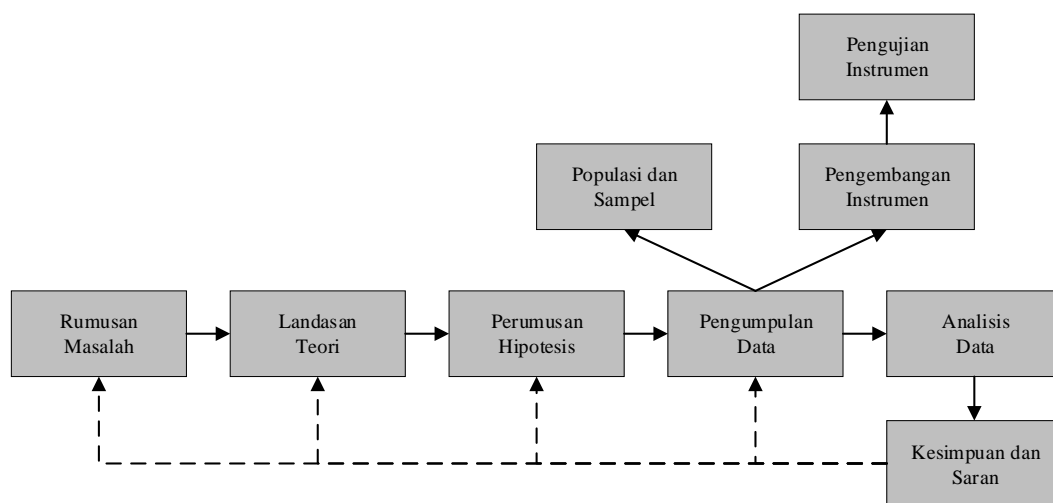 Pengujian
Instrumen
Populasi dan
Sampel
Pengembangan
Instrumen
Rumusan
Masalah
Landasan
Teori
Perumusan
Hipotesis
Pengumpulan
Data
Analisis
Data
Kesimpuan dan
Saran